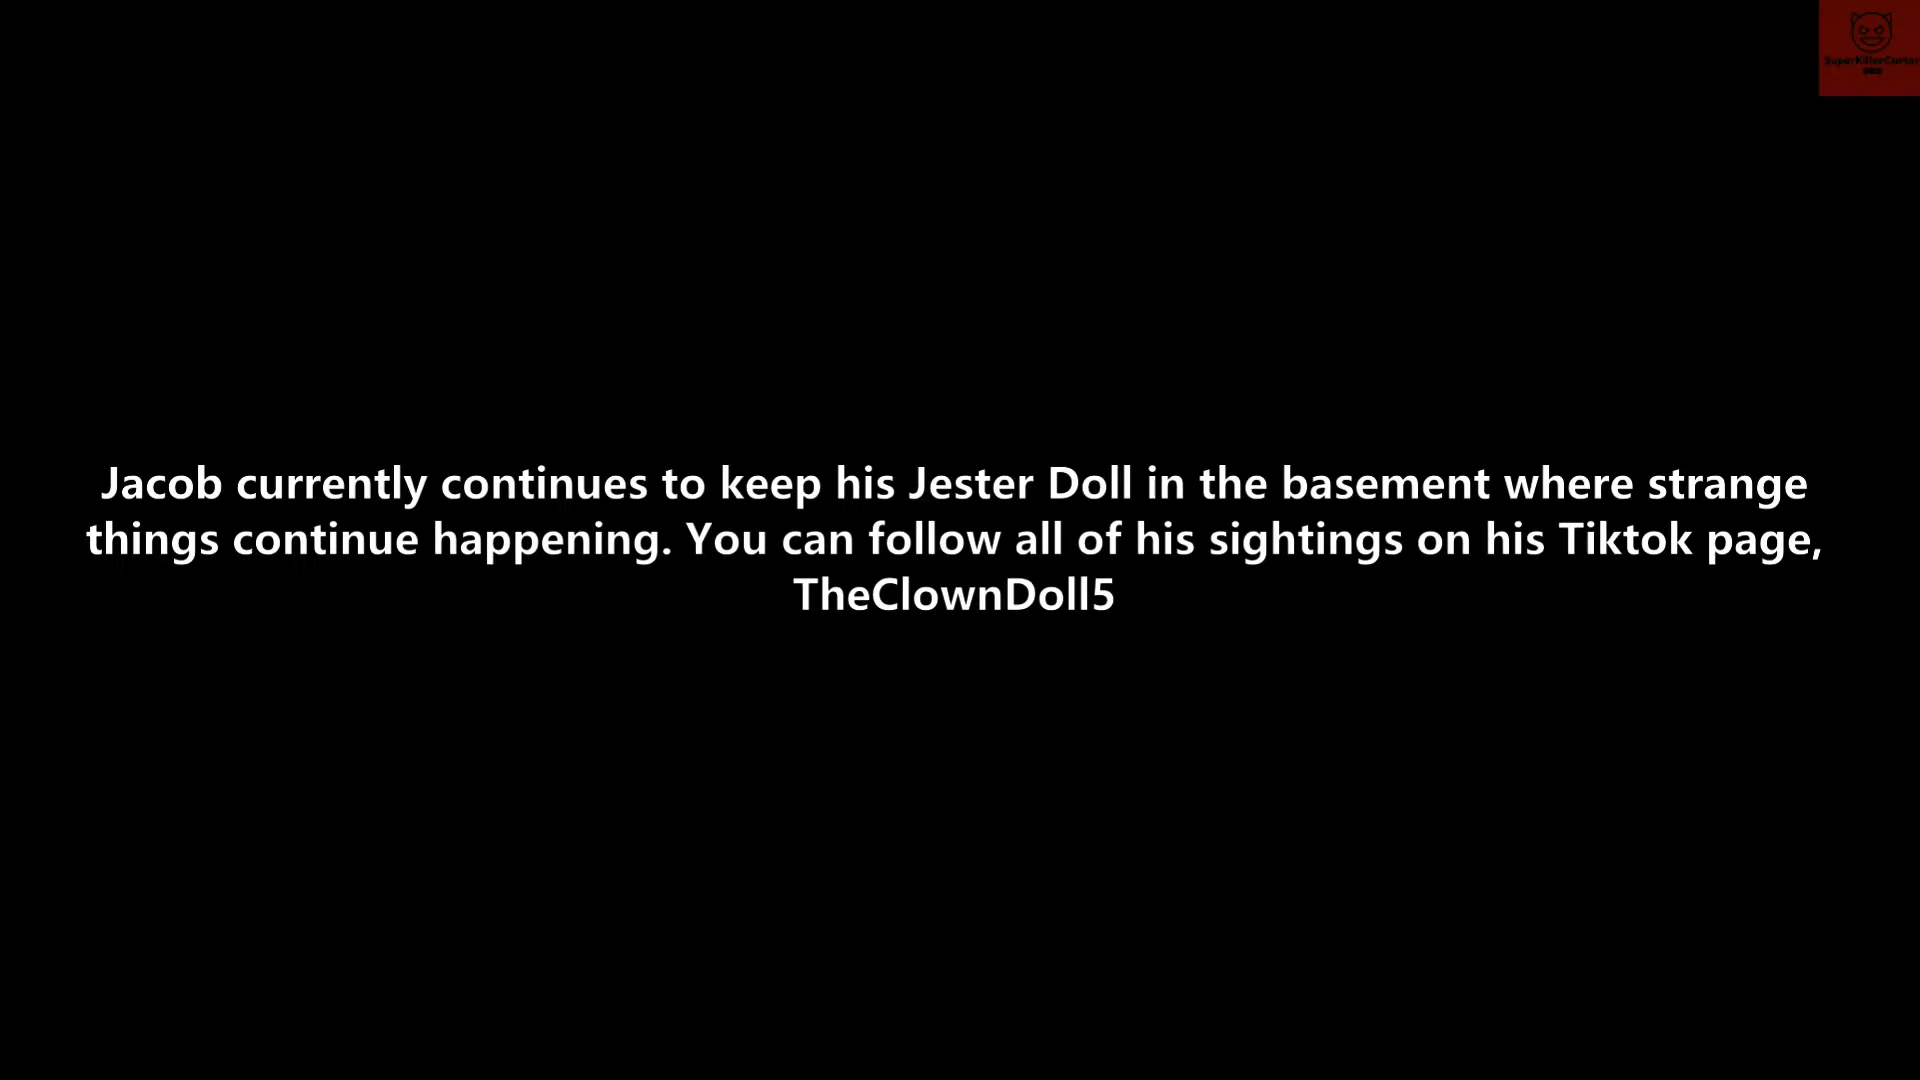 SuperKillerCarter
Jacob currently continues to keep his Jester Doll in the basement where strange
things continue happening. You can follow all of his sightings on his Tiktok page,
TheClownDoll5